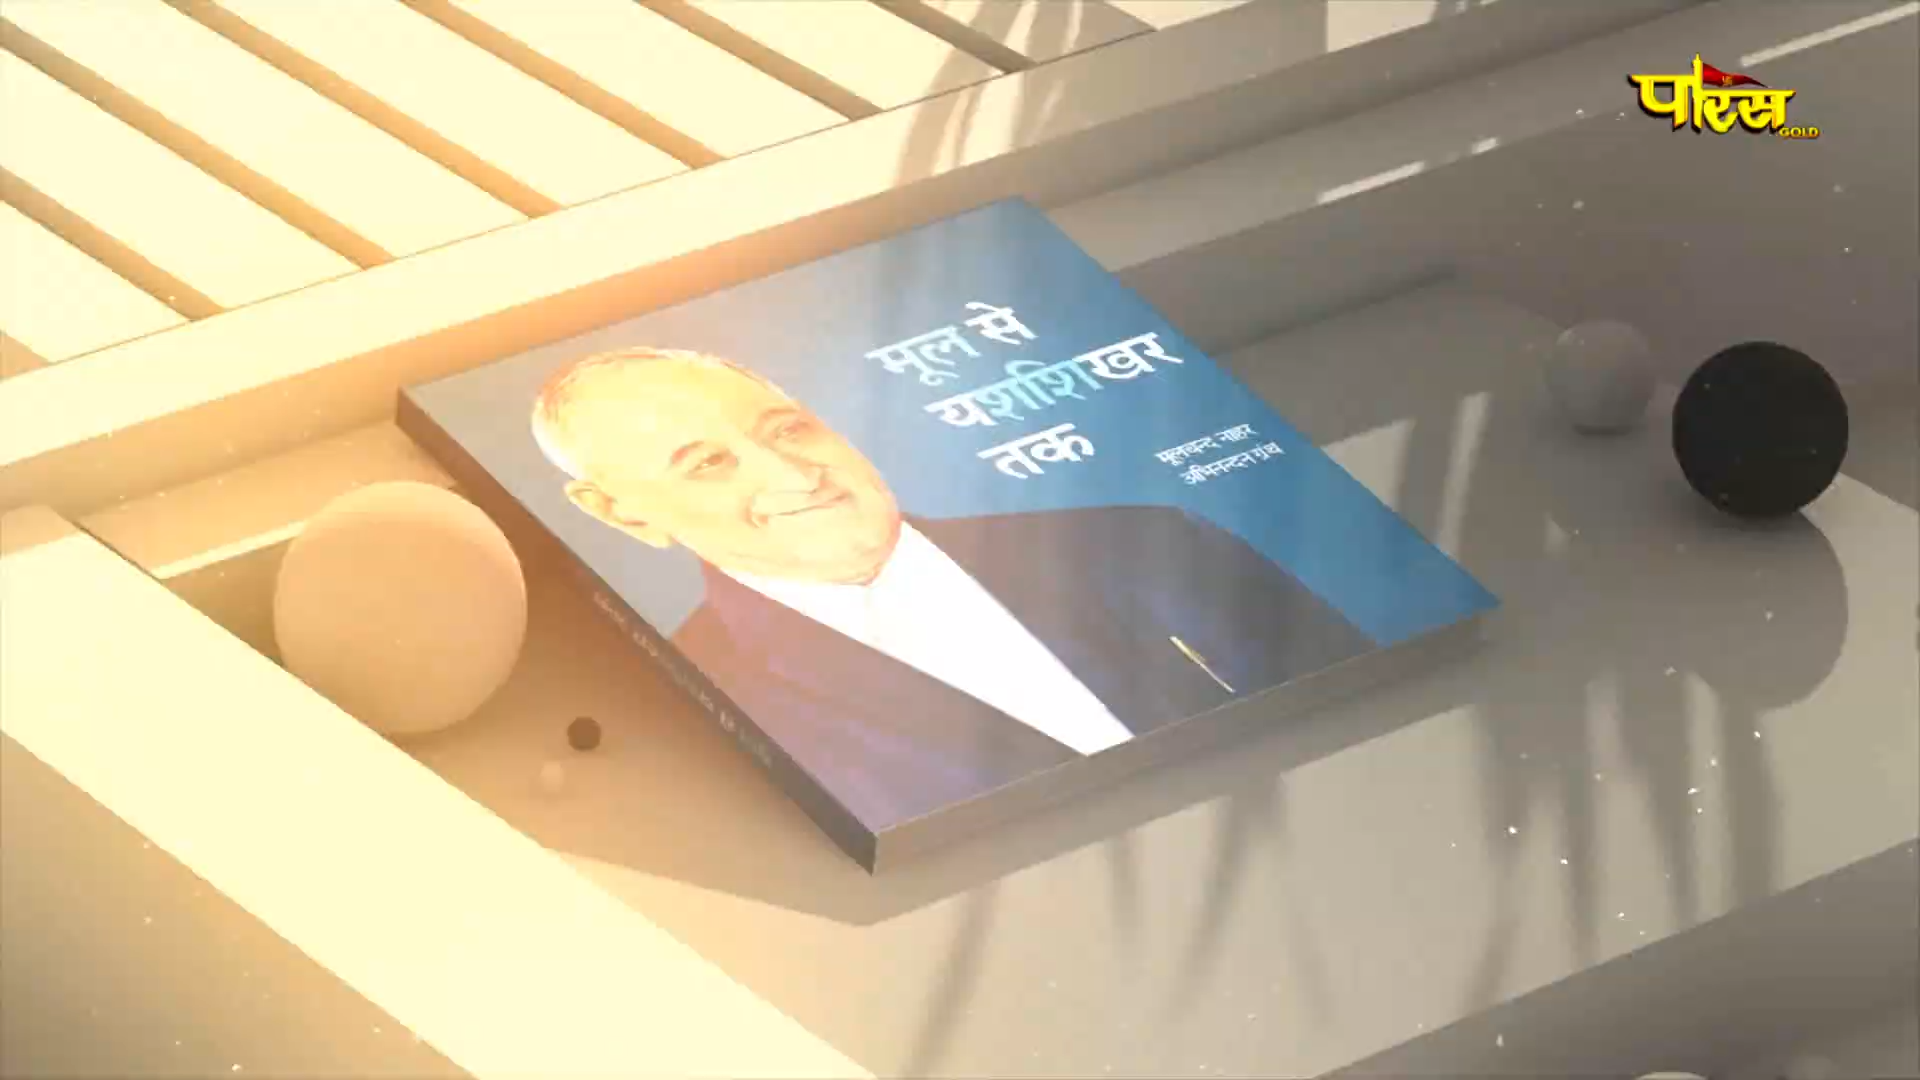 पारस
GOLD
मूल से
यशशिखर
तक
मूलचन्द नाहर
अभिनन्दन ग्रंथ